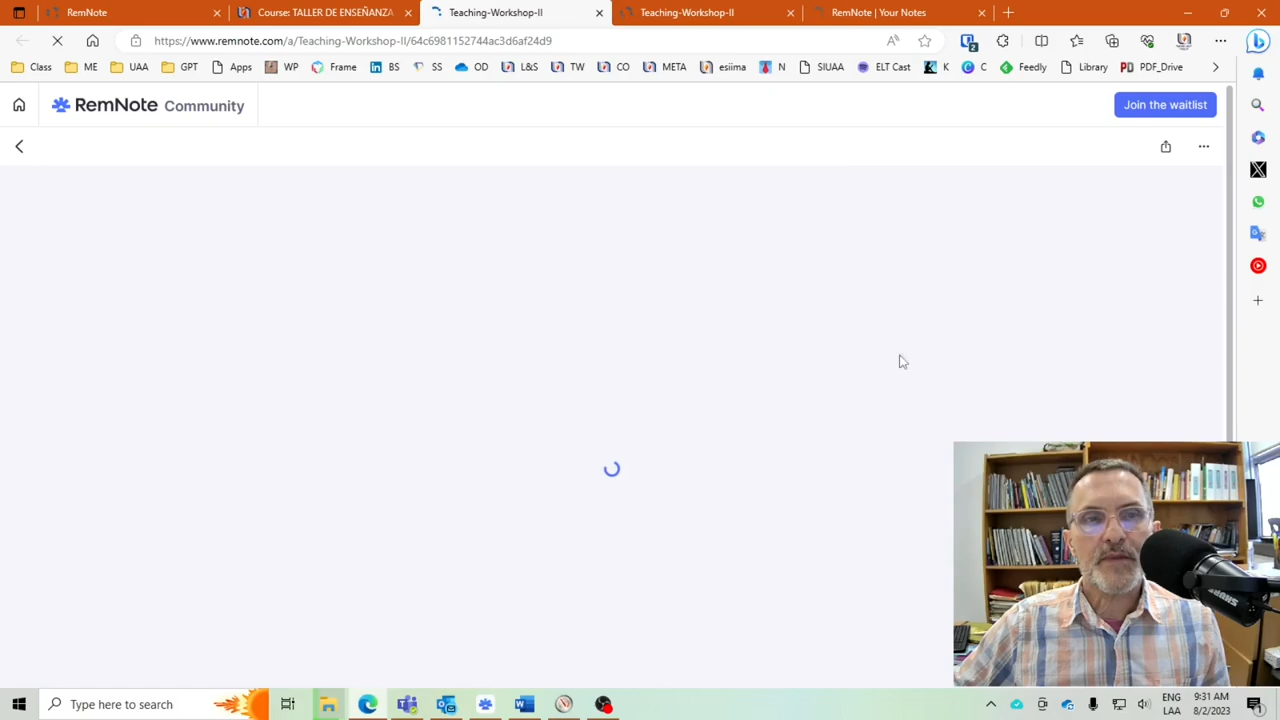 RemNote
Course: TALLER DE ENSEÑANZA
Teaching-Workshop-II
Teaching-Workshop-II
RemNote | Your Notes
https://www.remnote.com/a/Teaching-Workshop-II/64c6981152744ac3d6af24d9
Class ME UAA GPT Apps WP Frame BS SS OD L&S TW CO META esiima N SIUAA ELT Cast K C Feedly Library PDF_Drive
RemNote Community
Join the waitlist
Type here to search
ENG
LAA
9:31 AM
8/2/2023